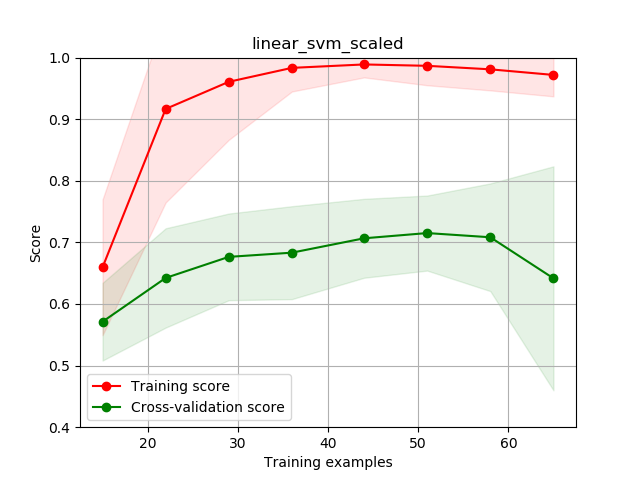 linear_svm_scaled
1.0
0.9
0.8
0.7
0.6
0.5
0.4
Score
Training score
Cross-validation score
20 30 40 50 60
Training examples